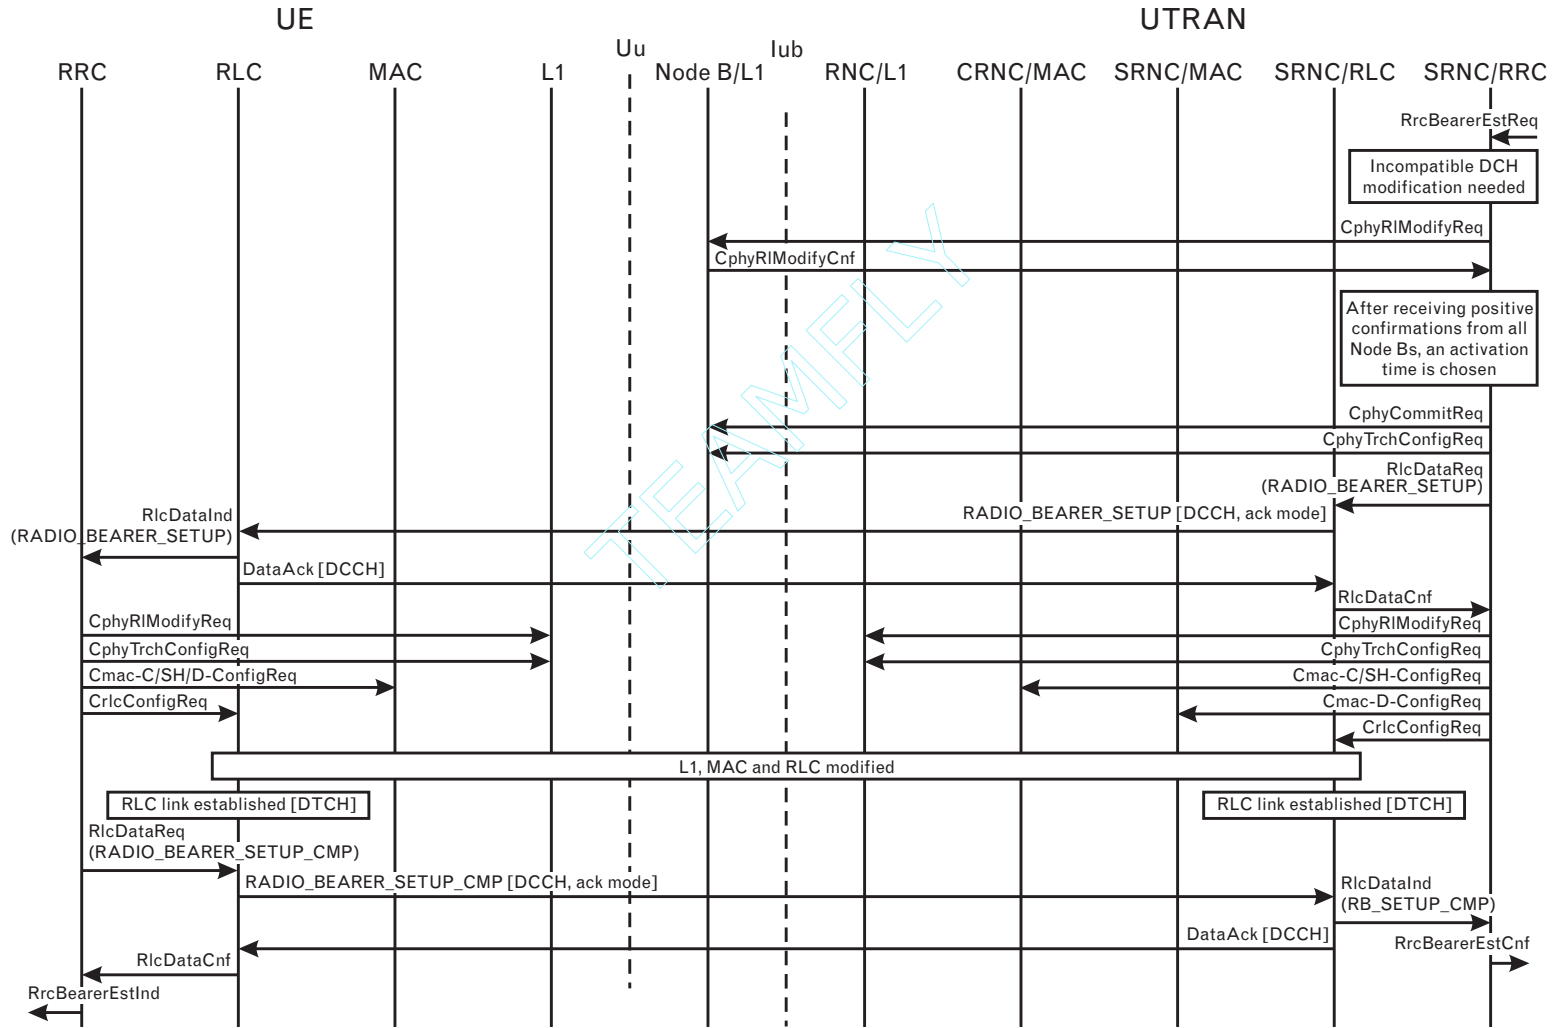 UE
UTRAN
Uu
Iub
RRC
RLC
MAC
L1
Node B/L1
RNC/L1
CRNC/MAC
SRNC/MAC
SRNC/RLC
SRNC/RRC
RrcBearerEstReq
Incompatible DCH
modification needed
CphyRlModifyReq
CphyRlModifyCnf
After receiving positive
confirmations from all
Node Bs, an activation
time is chosen
CphyCommitReq
CphyTrchConfigReq
RlcDataReq
(RADIO_BEARER_SETUP)
RADIO_BEARER_SETUP [DCCH, ack mode]
RlcDataInd
(RADIO_BEARER_SETUP)
DataAck [DCCH]
RlcDataCnf
CphyRlModifyReq
CphyRlModifyReq
CphyTrchConfigReq
CphyTrchConfigReq
Cmac-C/SH/D-ConfigReq
Cmac-C/SH-ConfigReq
CrlcConfigReq
Cmac-D-ConfigReq
CrlcConfigReq
L1, MAC and RLC modified
RLC link established [DTCH]
RLC link established [DTCH]
RlcDataReq
(RADIO_BEARER_SETUP_CMP)
RADIO_BEARER_SETUP_CMP [DCCH, ack mode]
RlcDataInd
(RB_SETUP_CMP)
DataAck [DCCH]
RrcBearerEstCnf
RlcDataCnf
RrcBearerEstInd
TEAMFLY